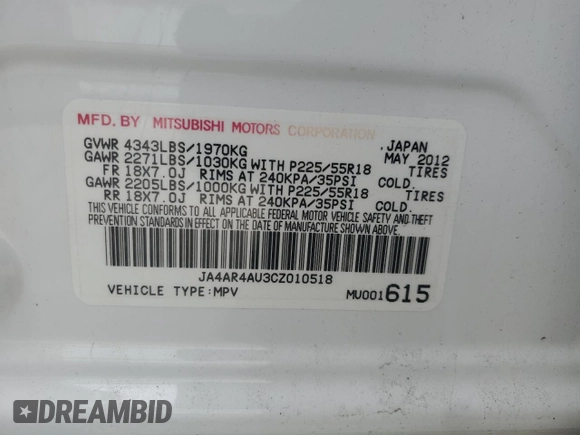 MFD. BY MITSUBISHI MOTORS CORPORATION
GVWR 4343LBS/1970KG , JAPAN
GAWR 2271LBS/1030KG WITH P225/55R18 MAY 2012
FR 18X7.0J RIMS AT 240KPA/35PSI TIRES
GAWR 2205LBS/1000KG WITH P225/55R18 COLD.
RR 18X7.0J RIMS AT 240KPA/35PSI TIRES
COLD.
THIS VEHICLE CONFORMS TO ALL APPLICABLE FEDERAL MOTOR VEHICLE SAFETY AND THEFT
PREVENTION STANDARDS IN EFFECT ON THE DATE OF MANUFACTURE SHOWN ABOVE.
JA4AR4AU3CZ010518
VEHICLE TYPE:MPV MU001615
DREAMBID